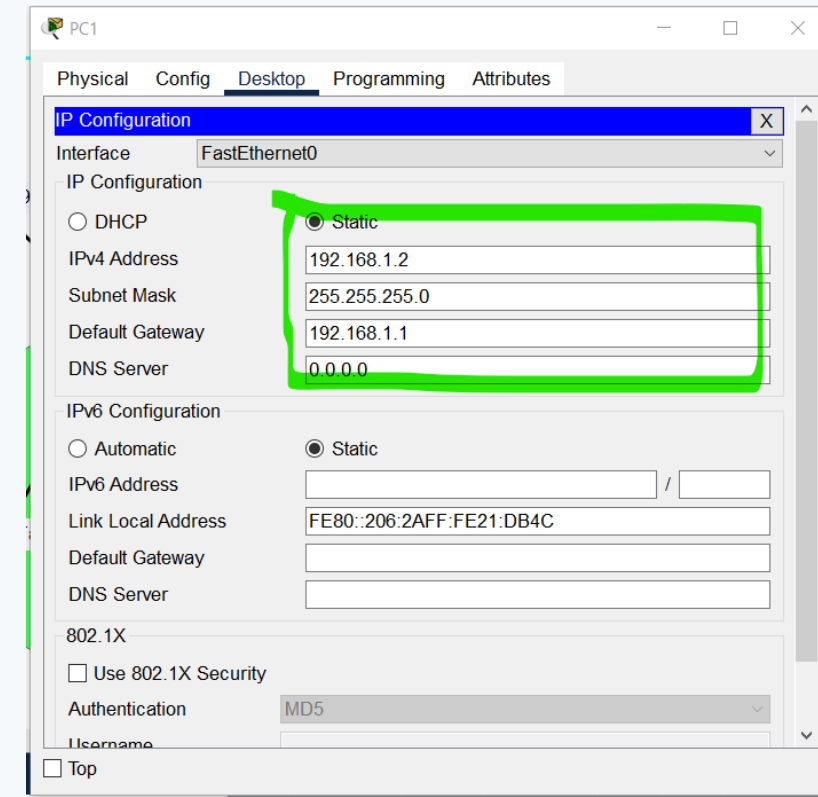 PC1
Physical Config Desktop Programming Attributes
IP Configuration X
Interface FastEthernet0
IP Configuration
DHCP Static
IPv4 Address 192.168.1.2
Subnet Mask 255.255.255.0
Default Gateway 192.168.1.1
DNS Server 0.0.0.0
IPv6 Configuration
Automatic Static
IPv6 Address /
Link Local Address FE80::206:2AFF:FE21:DB4C
Default Gateway
DNS Server
802.1X
Use 802.1X Security
Authentication MD5
Username
Top